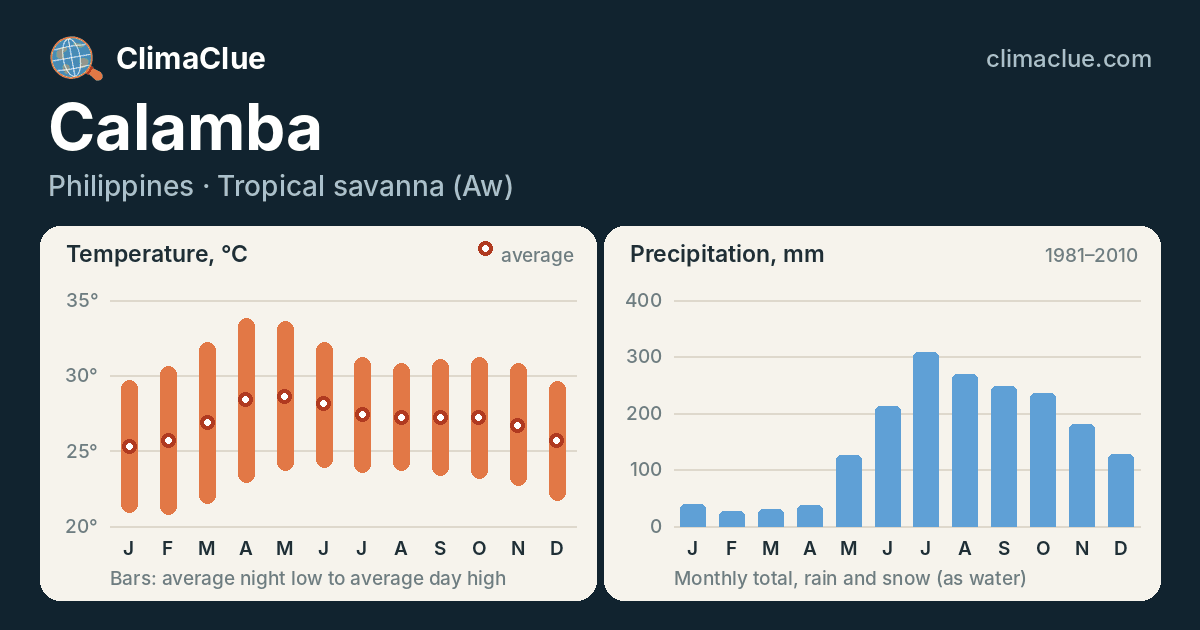 ClimaClue
climaclue.com
Calamba
Philippines · Tropical savanna (Aw)
Temperature, °C
average
35°
30°
25°
20°
J F M A M J J A S O N D
Bars: average night low to average day high
Precipitation, mm
1981–2010
400
300
200
100
0
J F M A M J J A S O N D
Monthly total, rain and snow (as water)